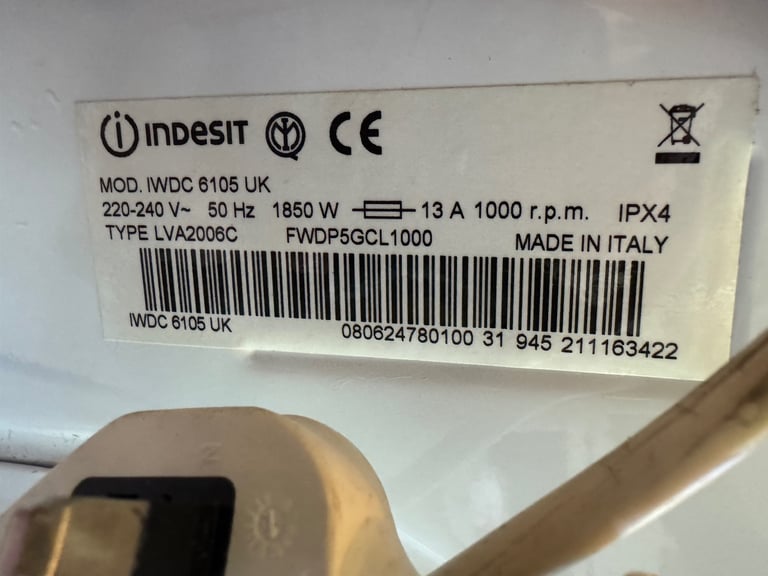 INDESIT
CE
MOD. IWDC 6105 UK
220-240 V~ 50 Hz 1850 W 13 A 1000 r.p.m. IPX4
TYPE LVA2006C FWDP5GCL1000 MADE IN ITALY
IWDC 6105 UK 080624780100 31 945 211163422
N